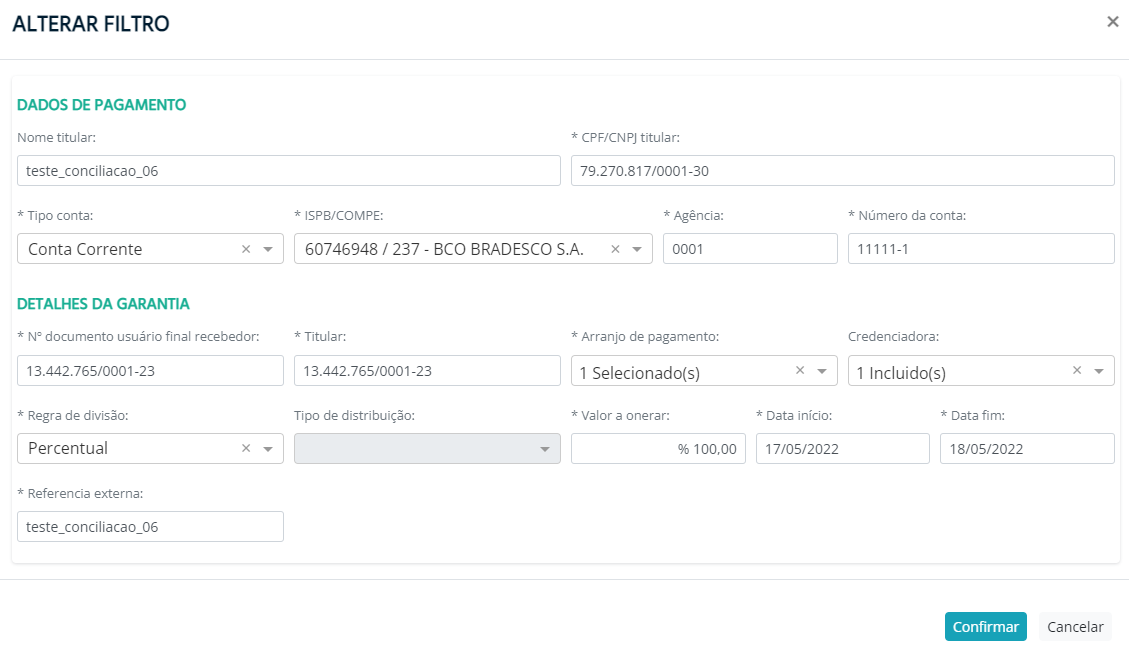 ALTERAR FILTRO ×
DADOS DE PAGAMENTO
Nome titular: * CPF/CNPJ titular:
teste_conciliacao_06 79.270.817/0001-30
* Tipo conta: * ISPB/COMPE: * Agência: * Número da conta:
Conta Corrente × 60746948 / 237 - BCO BRADESCO S.A. × 0001 11111-1
DETALHES DA GARANTIA
* Nº documento usuário final recebedor: * Titular: * Arranjo de pagamento: Credenciadora:
13.442.765/0001-23 13.442.765/0001-23 1 Selecionado(s) × 1 Incluido(s) ×
* Regra de divisão: Tipo de distribuição: * Valor a onerar: * Data início: * Data fim:
Percentual × % 100,00 17/05/2022 18/05/2022
* Referencia externa:
teste_conciliacao_06
Confirmar Cancelar